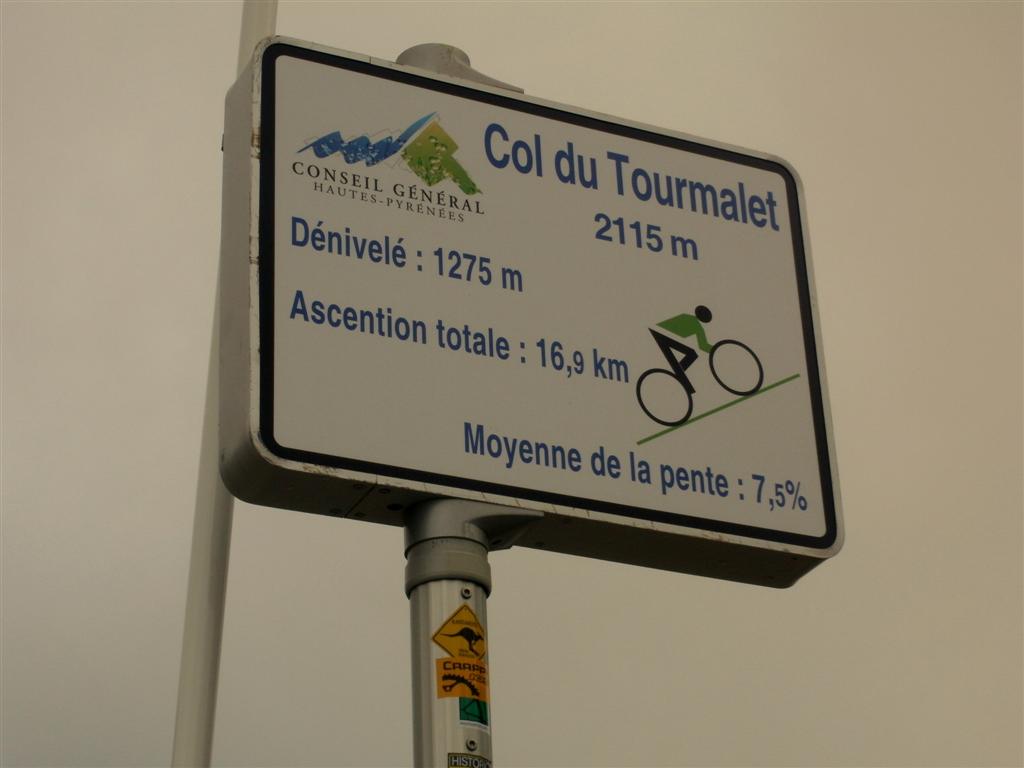 CONSEIL GÉNÉRAL
HAUTES-PYRÉNÉES
Col du Tourmalet
2115 m
Dénivelé : 1275 m
Ascention totale : 16,9 km
Moyenne de la pente : 7,5%